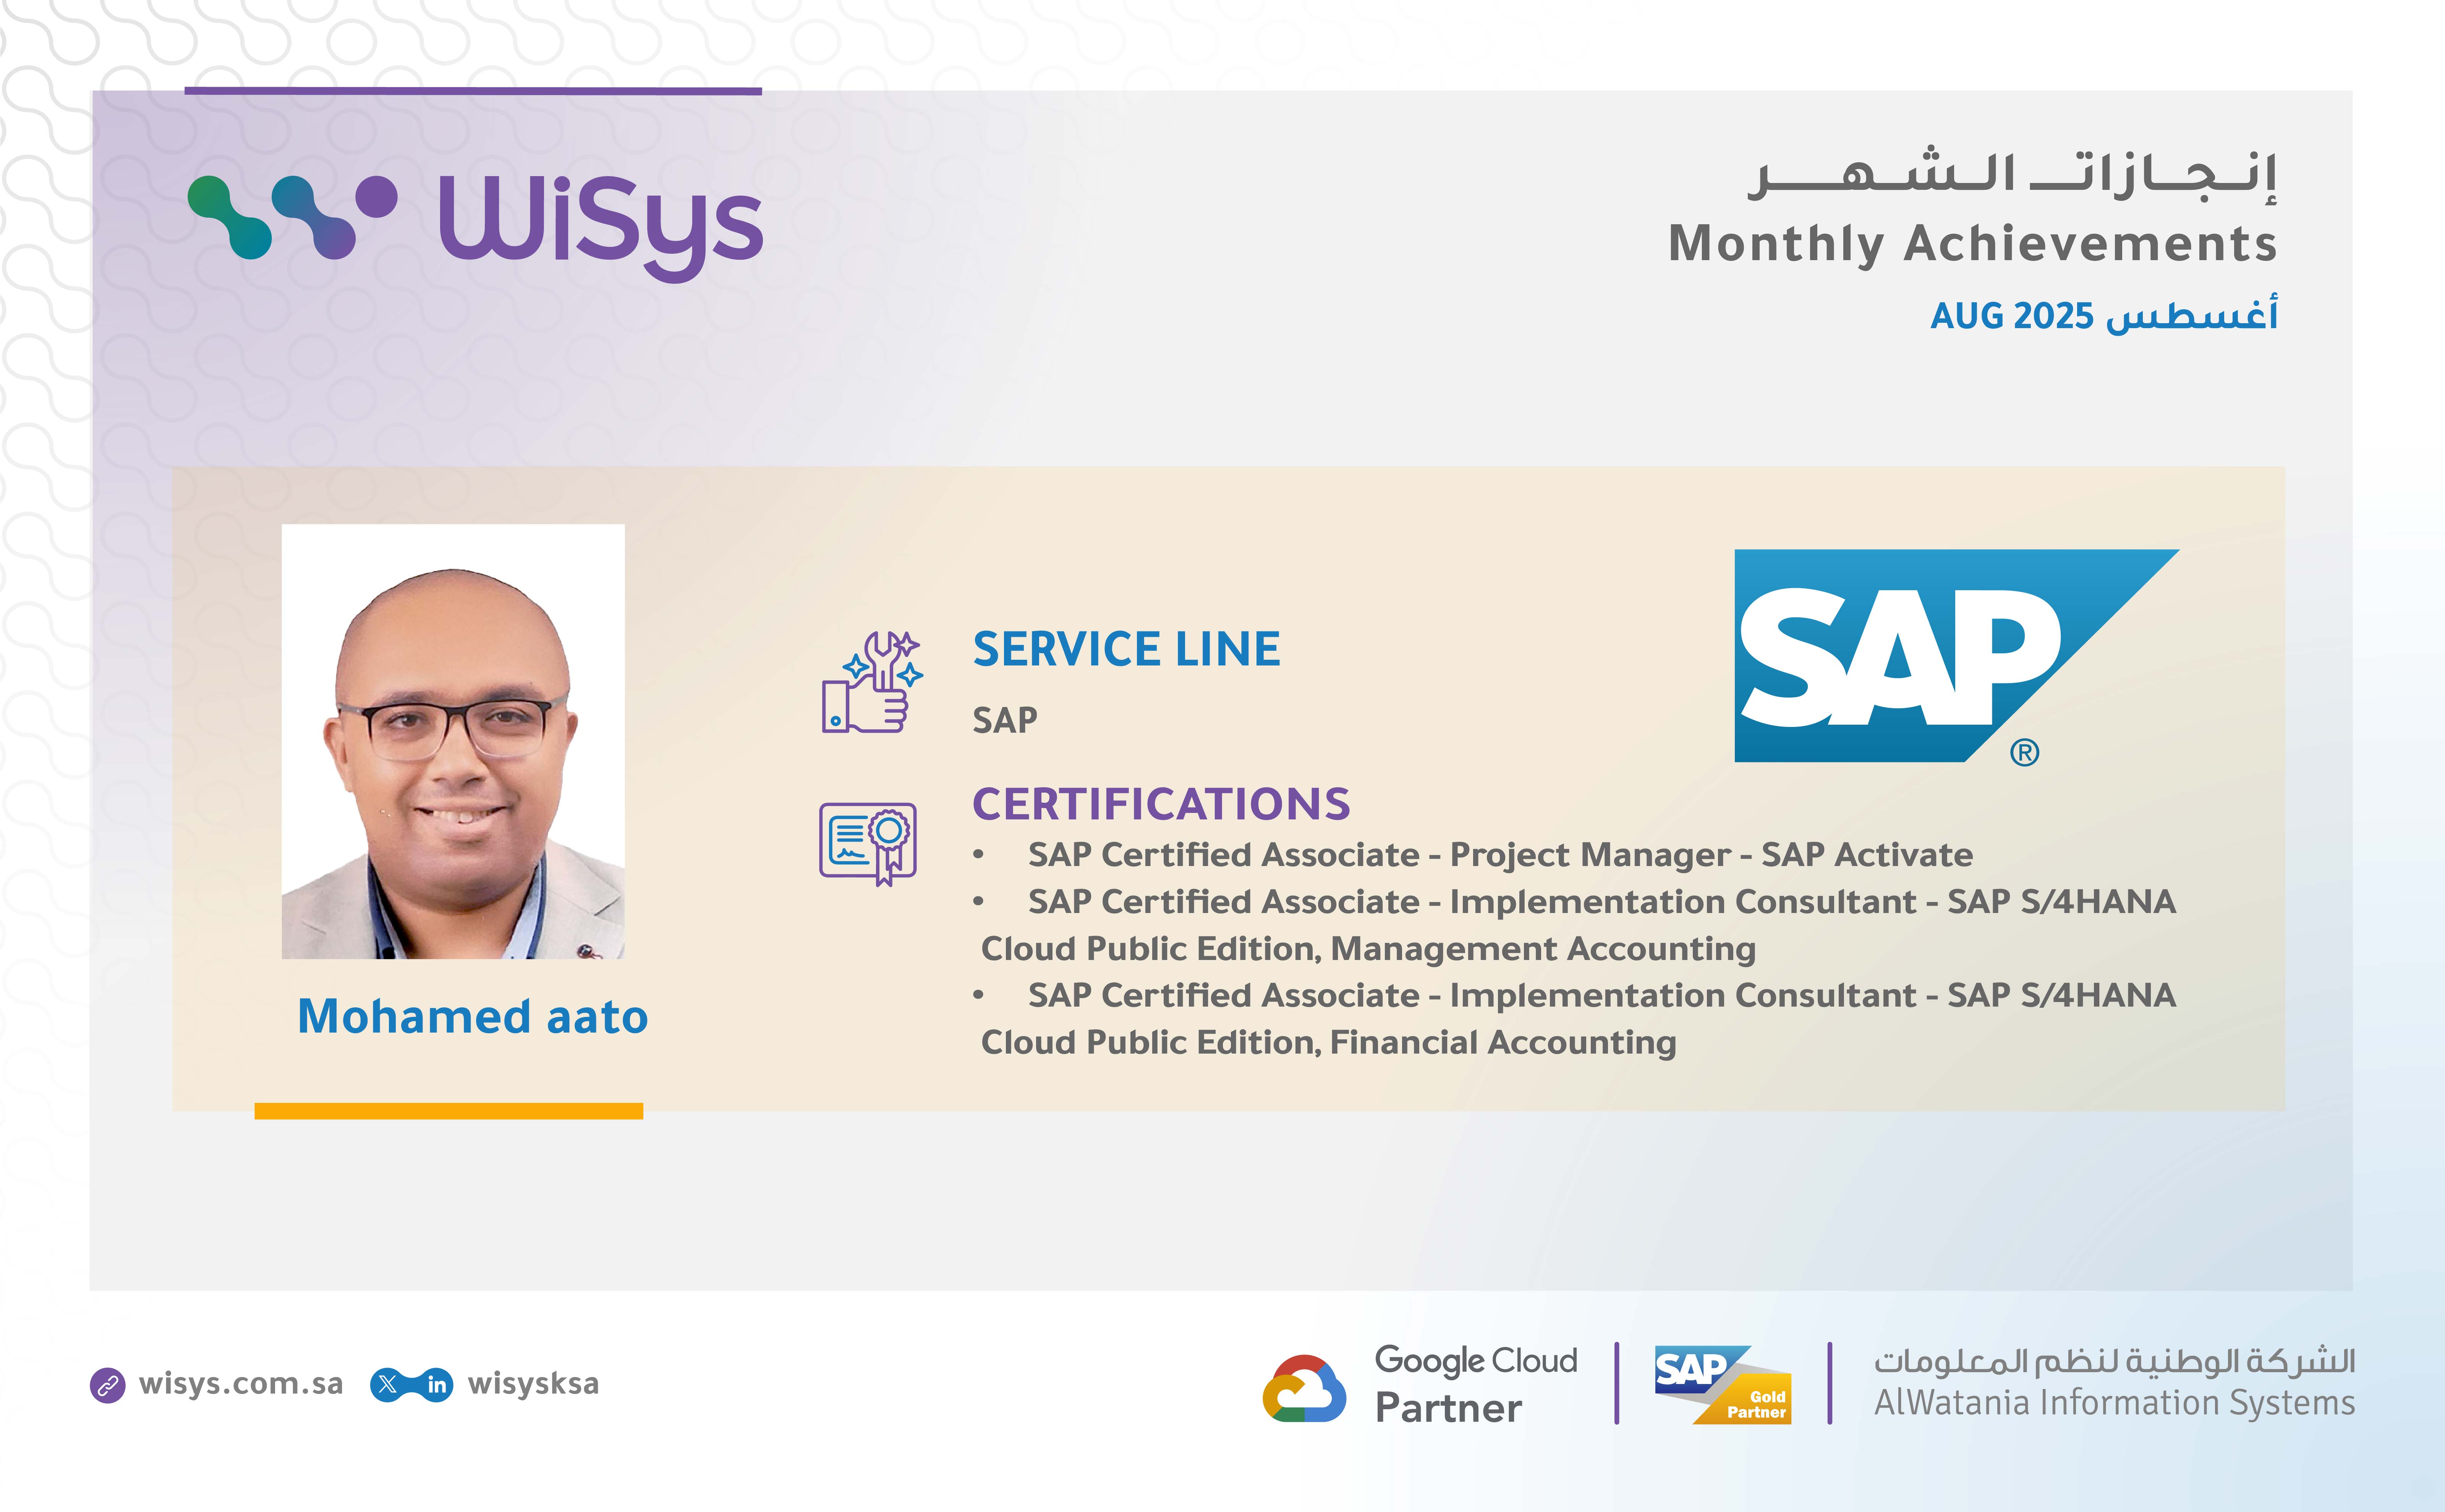 WiSys
إنجازات الشهر
Monthly Achievements
أغسطس AUG 2025
SERVICE LINE
SAP
SAP
®
CERTIFICATIONS
• SAP Certified Associate - Project Manager - SAP Activate
• SAP Certified Associate - Implementation Consultant - SAP S/4HANA
Cloud Public Edition, Management Accounting
• SAP Certified Associate - Implementation Consultant - SAP S/4HANA
Cloud Public Edition, Financial Accounting
Mohamed aato
wisys.com.sa
X in wisysksa
Google Cloud
Partner
SAP
Gold
Partner
الشركة الوطنية لنظم المعلومات
AlWatania Information Systems